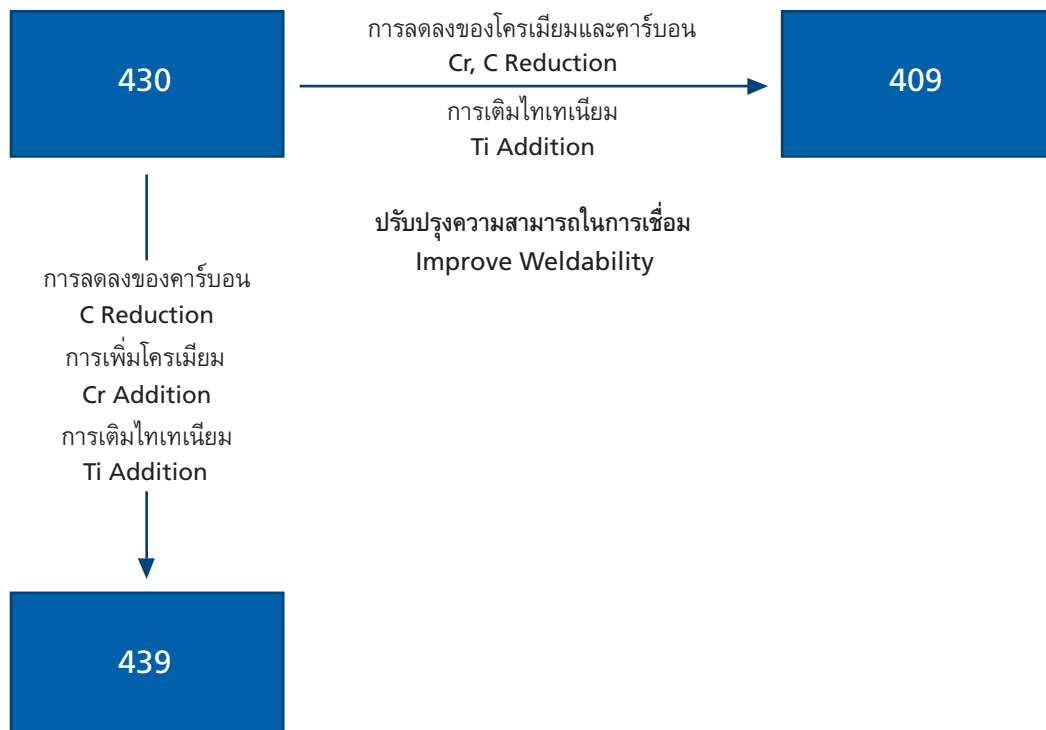 430
การลดลงของโครเมียมและคาร์บอน
Cr, C Reduction
การเติมไทเทเนียม
Ti Addition
409
ปรับปรุงความสามารถในการเชื่อม
Improve Weldability
การลดลงของคาร์บอน
C Reduction
การเพิ่มโครเมียม
Cr Addition
การเติมไทเทเนียม
Ti Addition
439